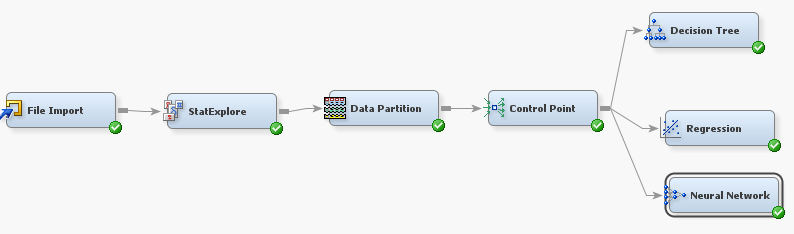 Decision Tree
File Import
StatExplore
Data Partition
Control Point
Regression
Neural Network